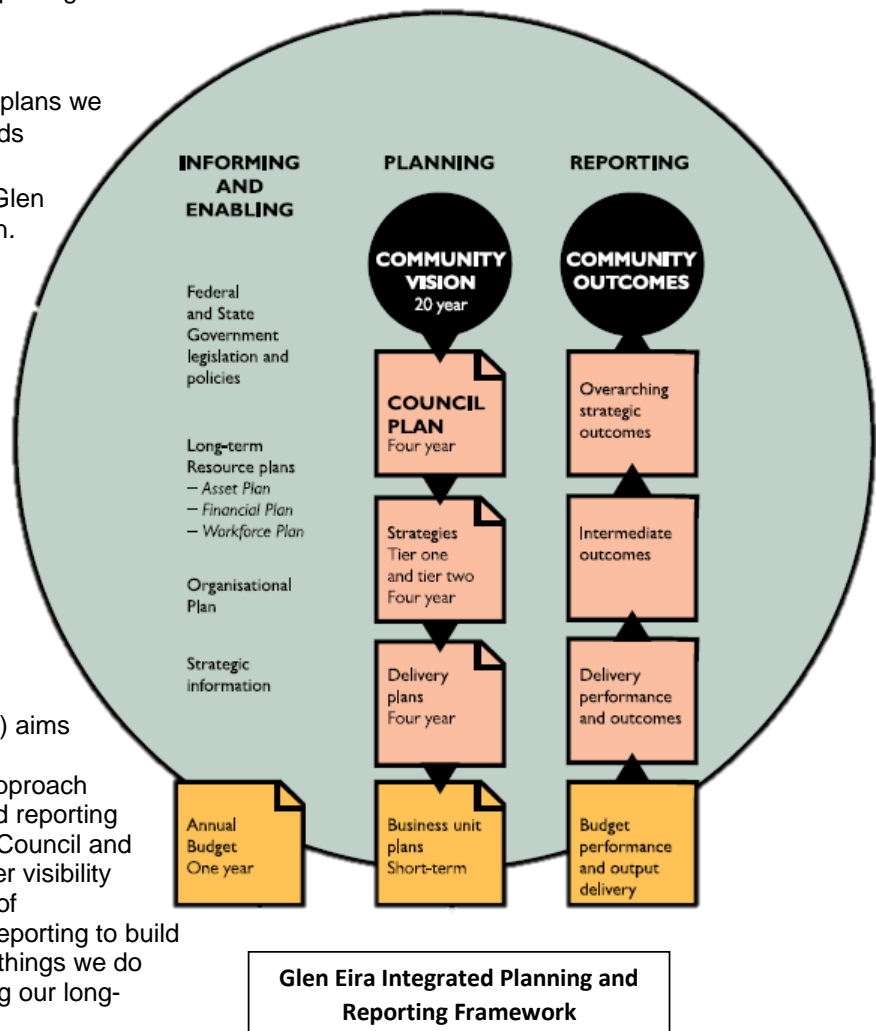 plans we
ds
Glen
n.
) aims
pproach
d reporting
Council and
er visibility
of
eporting to build
things we do
g our long-
INFORMING
AND
ENABLING
Federal
and State
Government
legislation and
policies
Long-term
Resource plans
– Asset Plan
– Financial Plan
– Workforce Plan
Organisational
Plan
Strategic
information
Annual
Budget
One year
PLANNING
COMMUNITY
VISION
20 year
COUNCIL
PLAN
Four year
Strategies
Tier one
and tier two
Four year
Delivery
plans
Four year
Business unit
plans
Short-term
REPORTING
COMMUNITY
OUTCOMES
Overarching
strategic
outcomes
Intermediate
outcomes
Delivery
performance
and outcomes
Budget
performance
and output
delivery
Glen Eira Integrated Planning and
Reporting Framework